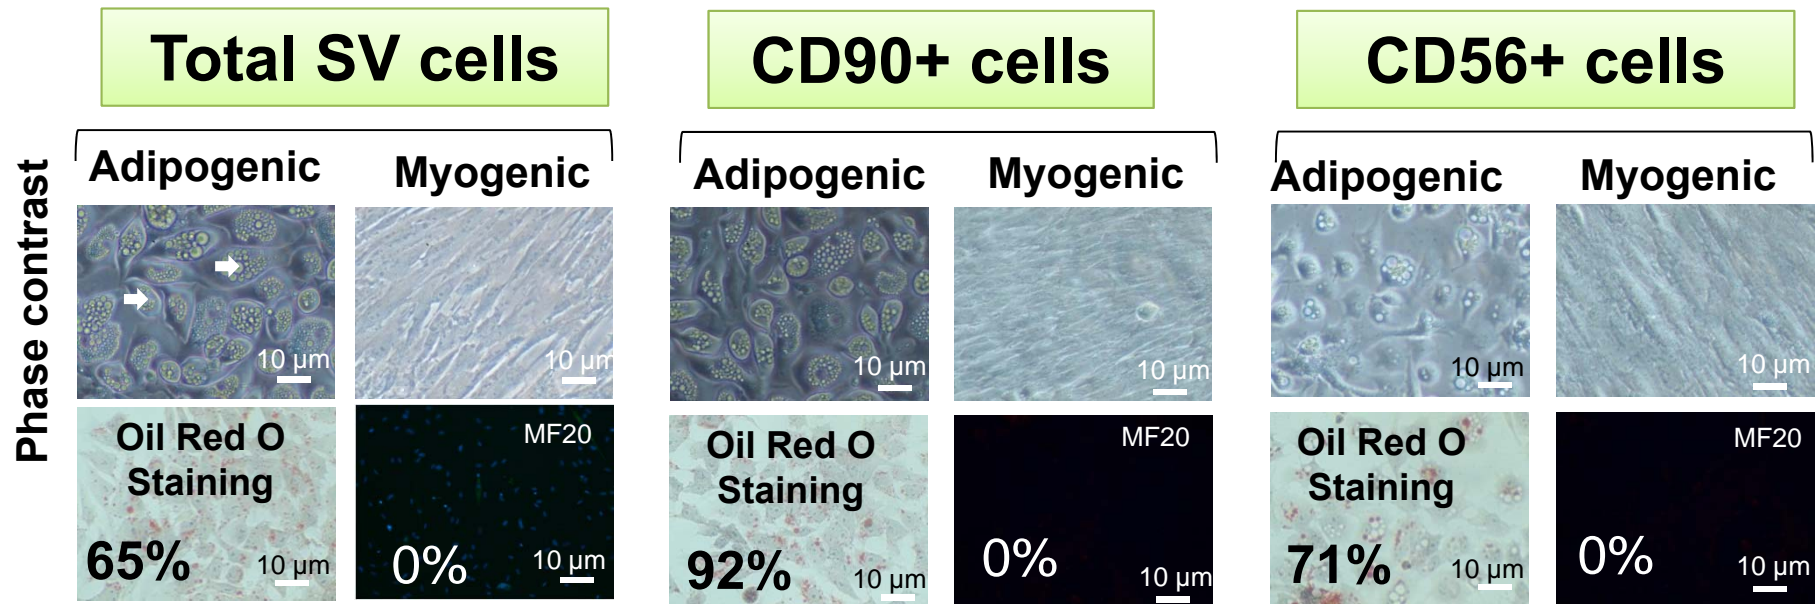 Total SV cells
CD90+ cells
CD56+ cells
Phase contrast
Adipogenic
Myogenic
Adipogenic
Myogenic
Adipogenic
Myogenic
10 µm
10 µm
10 µm
10 µm
10 µm
10 µm
Oil Red O
Staining
65%
10 µm
MF20
0%
10 µm
Oil Red O
Staining
92%
10 µm
MF20
0%
10 µm
Oil Red O
Staining
71%
10 µm
MF20
0%
10 µm